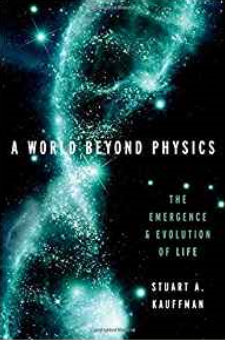 A WORLD BEYOND PHYSICS
THE
EMERGENCE
& EVOLUTION
OF LIFE
STUART A.
KAUFFMAN